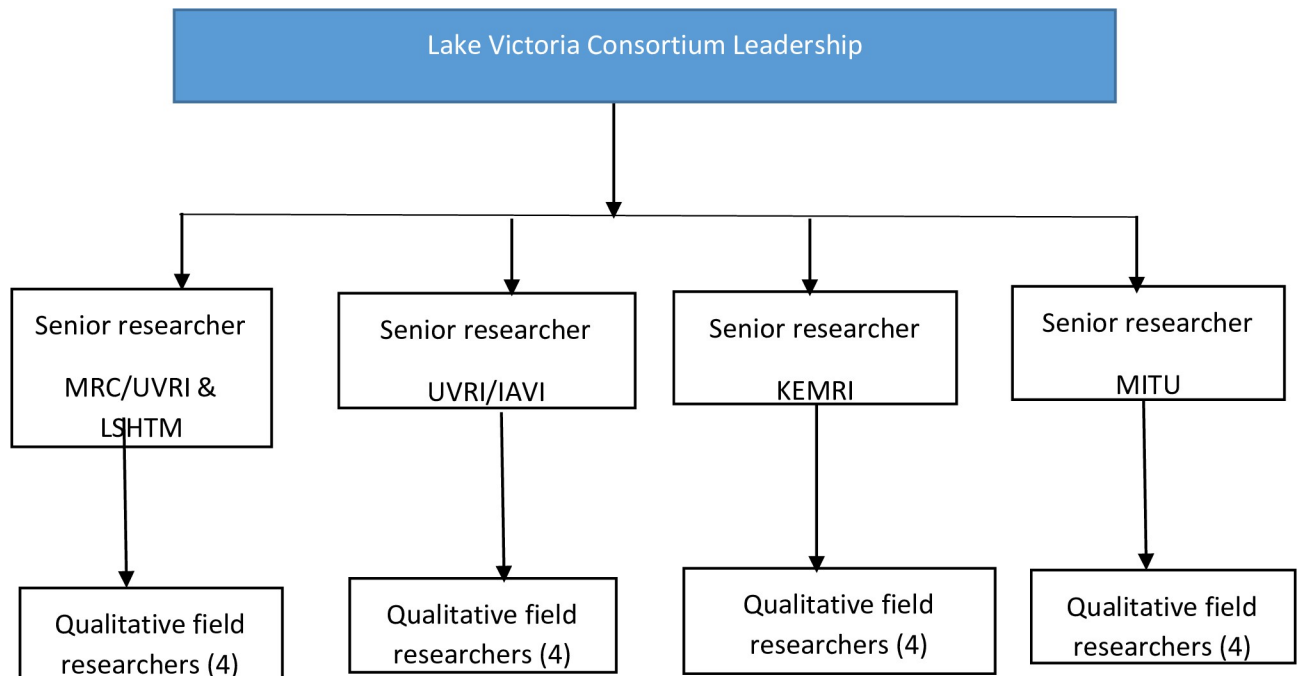 Lake Victoria Consortium Leadership
Senior researcher
MRC/UVRI &
LSHTM
Senior researcher
UVRI/IAVI
Senior researcher
KEMRI
Senior researcher
MITU
Qualitative field
researchers (4)
Qualitative field
researchers (4)
Qualitative field
researchers (4)
Qualitative field
researchers (4)